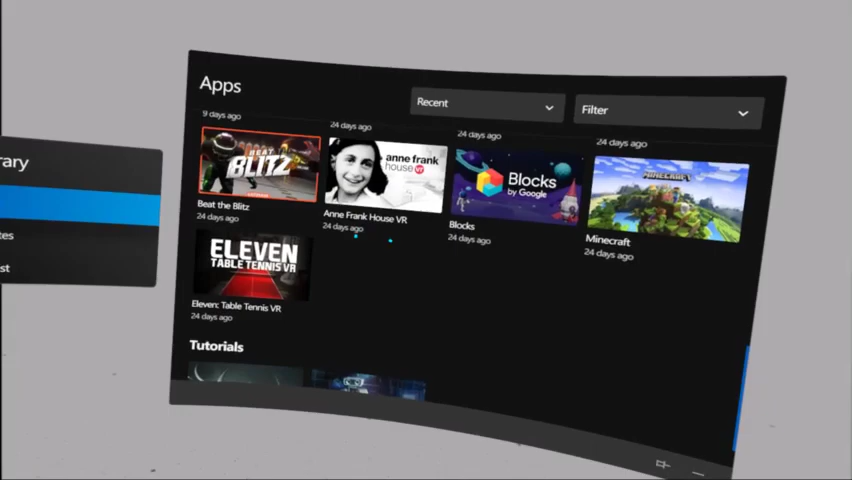 Apps
Recent
Filter
9 days ago
24 days ago
24 days ago
24 days ago
rary
BEAT
BLITZ
anne frank
house VR
Blocks
by Google
MINECRAFT
Beat the Blitz
24 days ago
Anne Frank House VR
24 days ago
Blocks
24 days ago
Minecraft
24 days ago
tes
st
ELEVEN
TABLE TENNIS VR
Eleven: Table Tennis VR
24 days ago
Tutorials